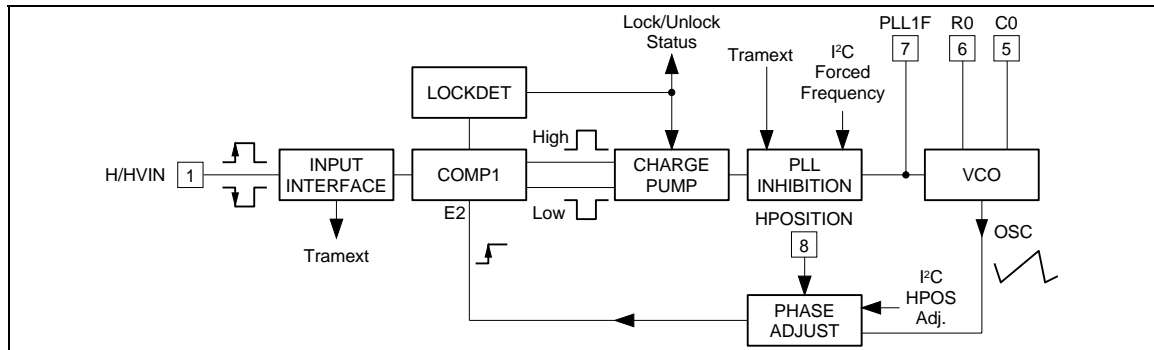 Lock/Unlock
Status
PLL1F
R0
C0
7
6
5
Tramext
I²C
Forced
Frequency
LOCKDET
High
H/HVIN
1
INPUT
INTERFACE
COMP1
CHARGE
PUMP
PLL
INHIBITION
VCO
E2
Low
Tramext
HPOSITION
8
OSC
PHASE
ADJUST
I²C
HPOS
Adj.